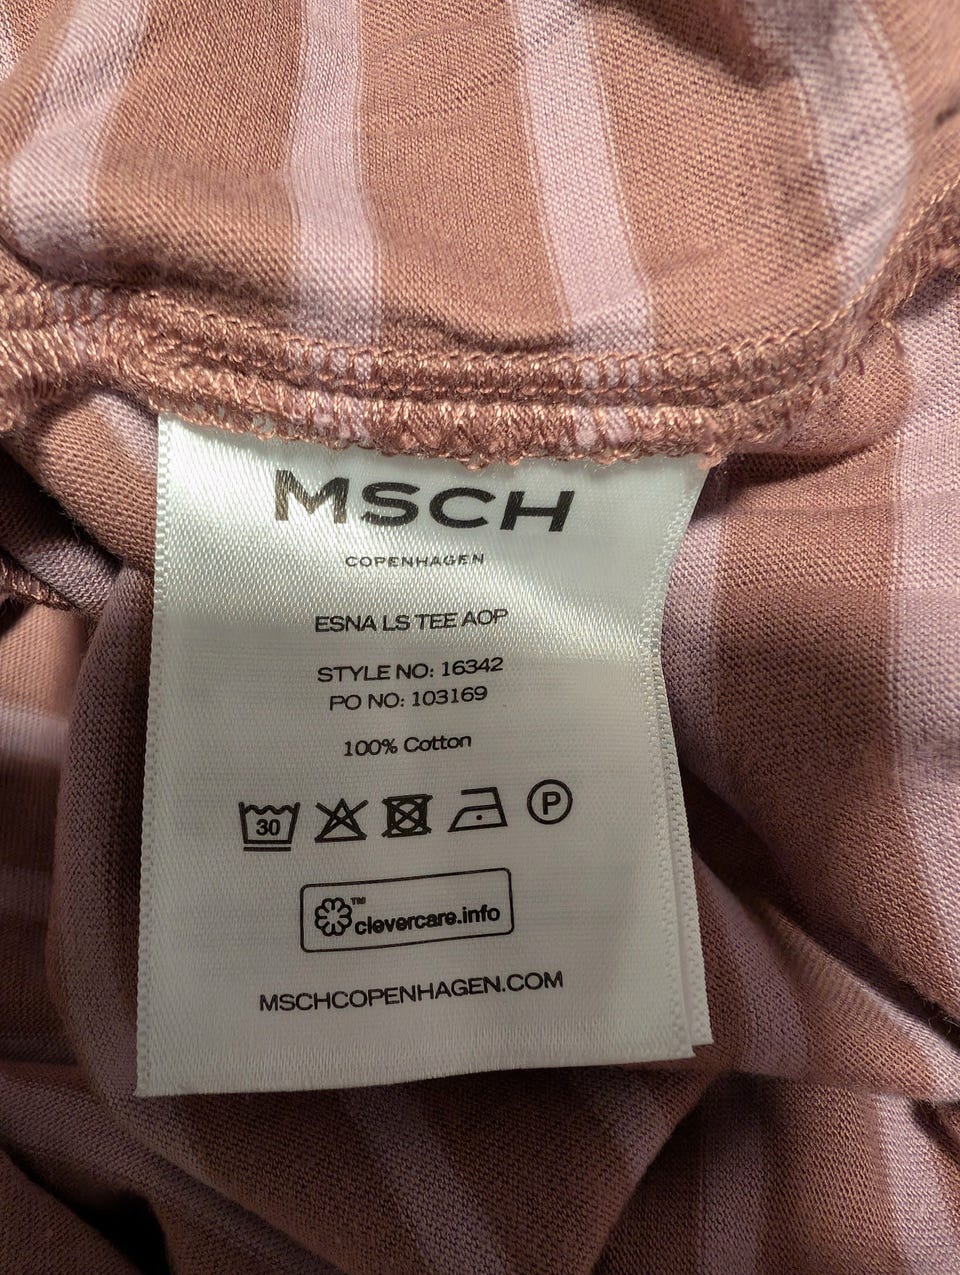 MSCH
COPENHAGEN
ESNA LS TEE AOP
STYLE NO: 16342
PO NO: 103169
100% Cotton
30 P
™
clevercare.info
MSCHCOPENHAGEN.COM